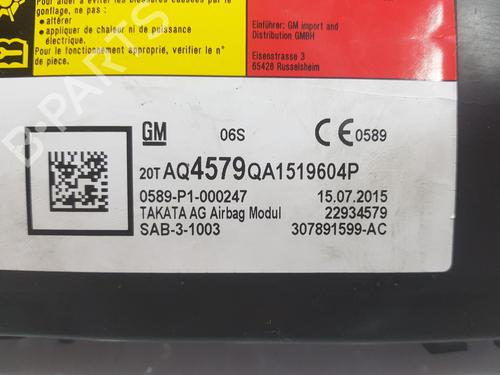 Pour aider à éviter des blessures causées par le
gonflage, ne pas:
• altérer
• appliquer de chaleur ni de puissance
électrique.
Pour le fonctionnement approprie, vérifier le n°
de piece.
Einführer: GM import and
Distribution GMBH
Eisenstrasse 3
65428 Russelsheim
GM 06S CE 0589
20T AQ4579QA1519604P
0589-P1-000247 15.07.2015
TAKATA AG Airbag Modul 22934579
SAB-3-1003 307891599-AC
B-PARTS